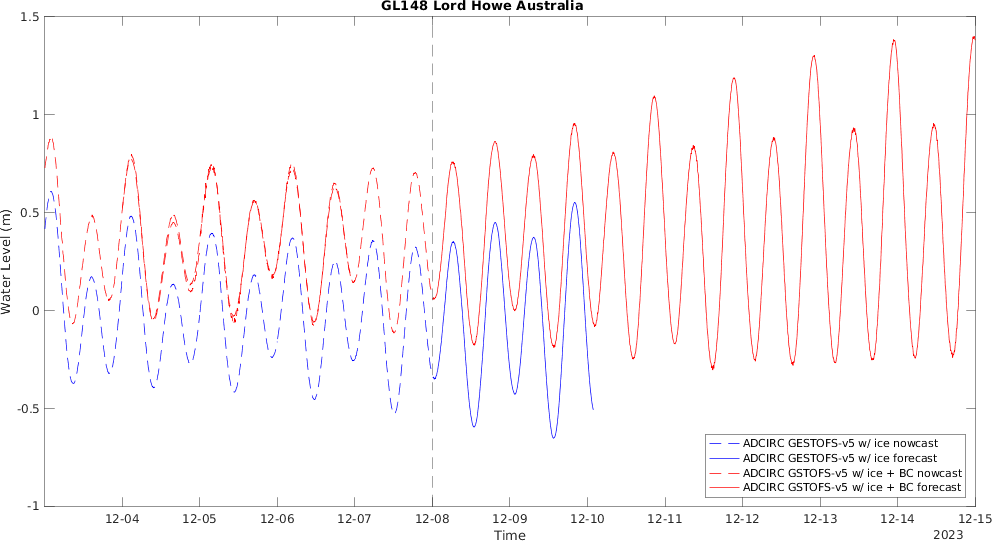 GL148 Lord Howe Australia
1.5
1
0.5
0
-0.5
-1
Water Level (m)
12-04 12-05 12-06 12-07 12-08 12-09 12-10 12-11 12-12 12-13 12-14 12-15
Time
2023
ADCIRC GESTOFS-v5 w/ ice nowcast
ADCIRC GESTOFS-v5 w/ ice forecast
ADCIRC GSTOFS-v5 w/ ice + BC nowcast
ADCIRC GSTOFS-v5 w/ ice + BC forecast